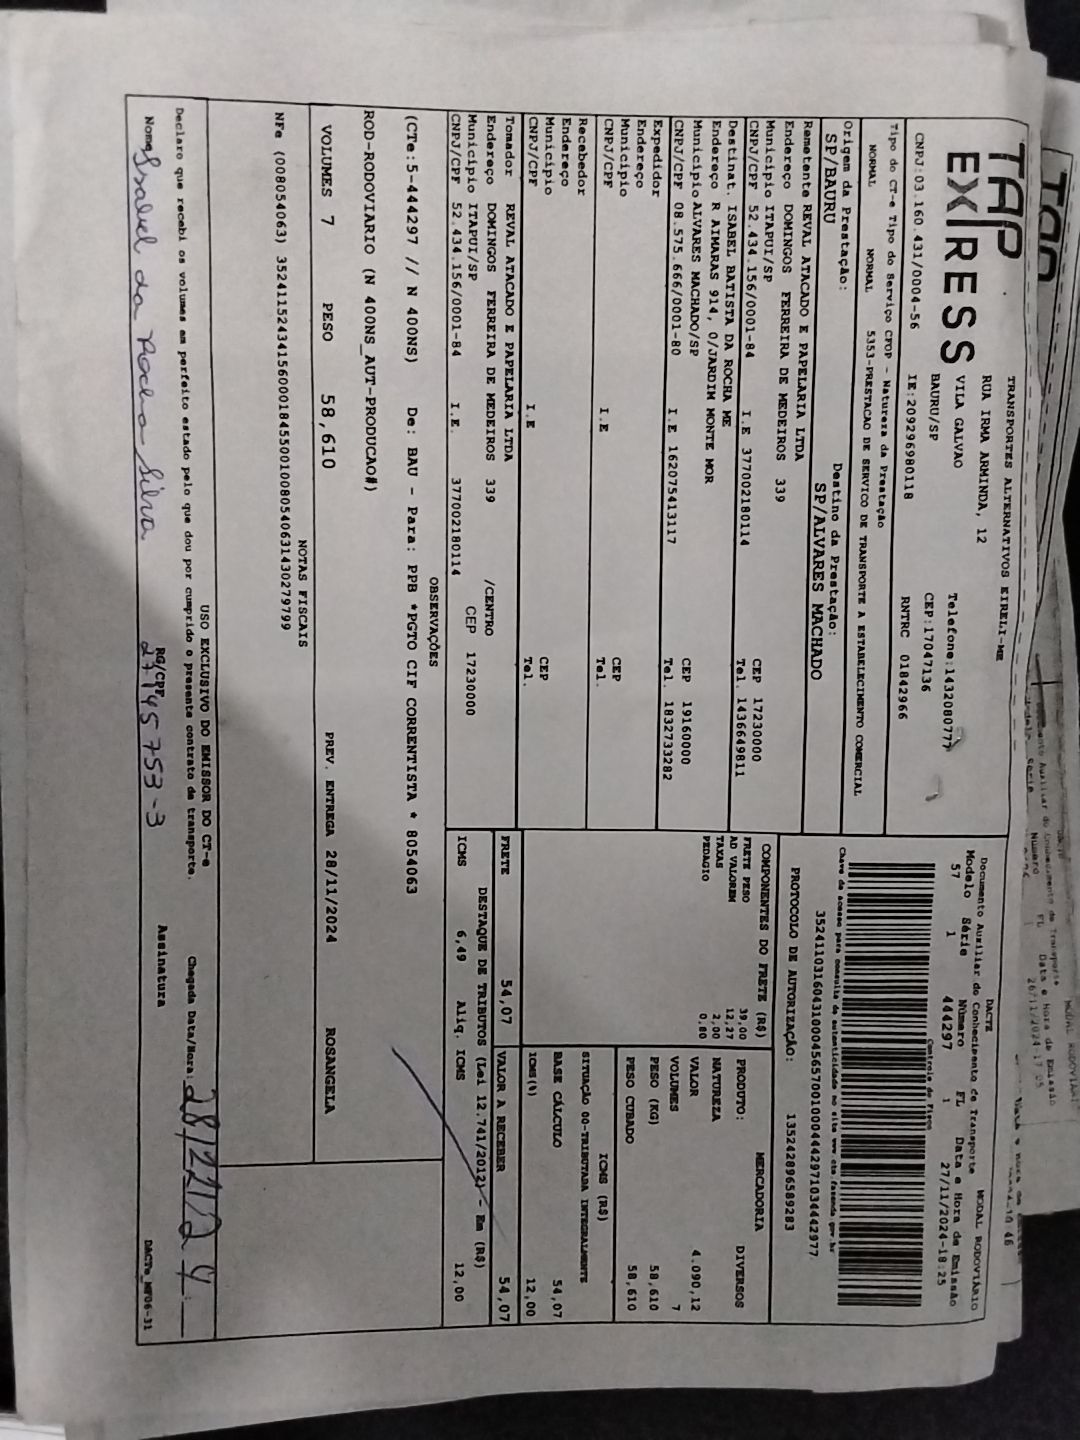 TAP
EXPRESS
TRANSPORTES ALTERNATIVOS EIRELI-ME
RUA IRMA ARMINDA, 12
VILA GALVAO Telefone:1432080777
BAURU/SP CEP:17047136
CNPJ:03.160.431/0004-56 IE:209296980118 RNTRC 01842966
Tipo do CT-e Tipo do Serviço CFOP - Natureza da Prestação
NORMAL NORMAL 5353-PRESTACAO DE SERVICO DE TRANSPORTE A ESTABELECIMENTO COMERCIAL
Origem da Prestação: Destino da Prestação:
SP/BAURU SP/ALVARES MACHADO
Remetente REVAL ATACADO E PAPELARIA LTDA
Endereço DOMINGOS FERREIRA DE MEDEIROS 339
Município ITAPUI/SP CEP 17230000
CNPJ/CPF 52.434.156/0001-84 I.E 377002180114 Tel. 1436649811
Destinat. ISABEL BATISTA DA ROCHA ME
Endereço R AIMARAS 914, 0/JARDIM MONTE MOR
Município ALVARES MACHADO/SP CEP 19160000
CNPJ/CPF 08.575.666/0001-80 I.E 162075413117 Tel. 1832733282
Expedidor
Endereço
Município CEP
CNPJ/CPF I.E Tel.
Recebedor
Endereço
Município CEP
CNPJ/CPF I.E Tel.
Tomador REVAL ATACADO E PAPELARIA LTDA
Endereço DOMINGOS FERREIRA DE MEDEIROS 339 /CENTRO
Município ITAPUI/SP CEP 17230000
CNPJ/CPF 52.434.156/0001-84 I.E. 377002180114
DACTE MODAL RODOVIÁRIO
Documento Auxiliar do Conhecimento de Transporte
Modelo Série Número FL Data e Hora de Emissão
57 1 444297 1 27/11/2024-18:25
Controle do Fisco
Chave de acesso para consulta de autenticidade no site www.cte.fazenda.gov.br
35241103160431000456570010004442971034442977
PROTOCOLO DE AUTORIZAÇÃO: 135242896589283
COMPONENTES DO FRETE (R$)
FRETE PESO 39,00
AD VALOREM 12,27
TAXAS 2,00
PEDAGIO 0,80
MERCADORIA
PRODUTO: DIVERSOS
NATUREZA
VALOR 4.090,12
VOLUMES 7
PESO (KG) 58,610
PESO CUBADO 58,610
ICMS (R$)
SITUAÇÃO 00-TRIBUTADA INTEGRALMENTE
BASE CÁLCULO 54,07
ICMS(%) 12,00
FRETE 54,07 VALOR A RECEBER 54,07
DESTAQUE DE TRIBUTOS (Lei 12.741/2012) - Em (R$)
ICMS 6,49 Aliq. ICMS 12,00
OBSERVAÇÕES
(CTe:5-444297 // N 400NS) De: BAU - Para: PPB *PGTO CIF CORRENTISTA * 8054063
ROD-RODOVIARIO (N 400NS_AUT-PRODUCAO#)
VOLUMES 7 PESO 58,610 PREV. ENTREGA 28/11/2024 ROSANGELA
NOTAS FISCAIS
NFe (008054063) 35241152434156000184550010080540631430279799
USO EXCLUSIVO DO EMISSOR DO CT-e
Declaro que recebi os volumes em perfeito estado pelo que dou por cumprido o presente contrato de transporte. Chegada Data/Hora:
Nome Isabel da Rocha Silva RG/CPF 27945753-3 Assinatura
DACTe_MF06-31